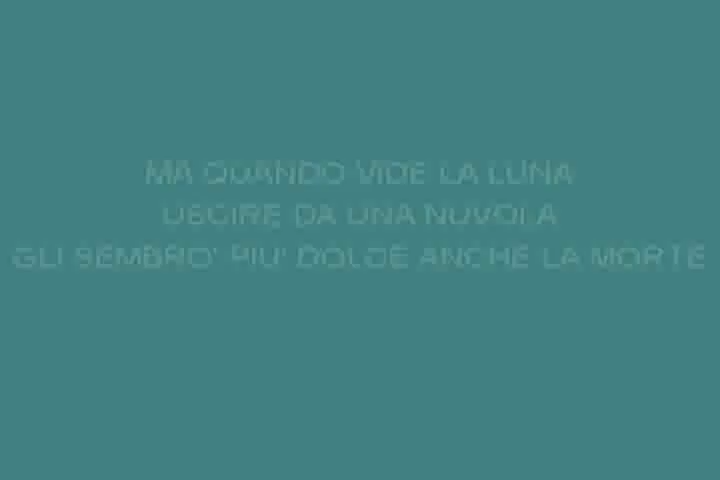 MA QUANDO VIDE LA LUNA
USCIRE DA UNA NUVOLA
GLI SEMBRO' PIU' DOLCE ANCHE LA MORTE